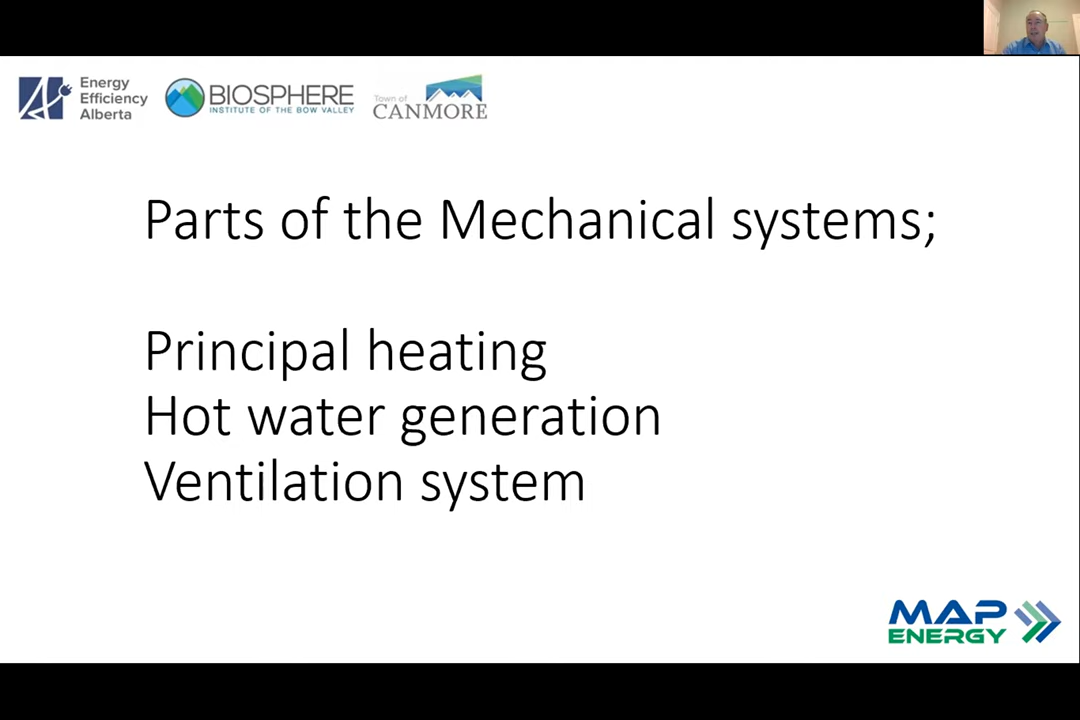 Energy
Efficiency
Alberta
BIOSPHERE
INSTITUTE OF THE BOW VALLEY
Town of
CANMORE
Parts of the Mechanical systems;
Principal heating
Hot water generation
Ventilation system
MAP
ENERGY